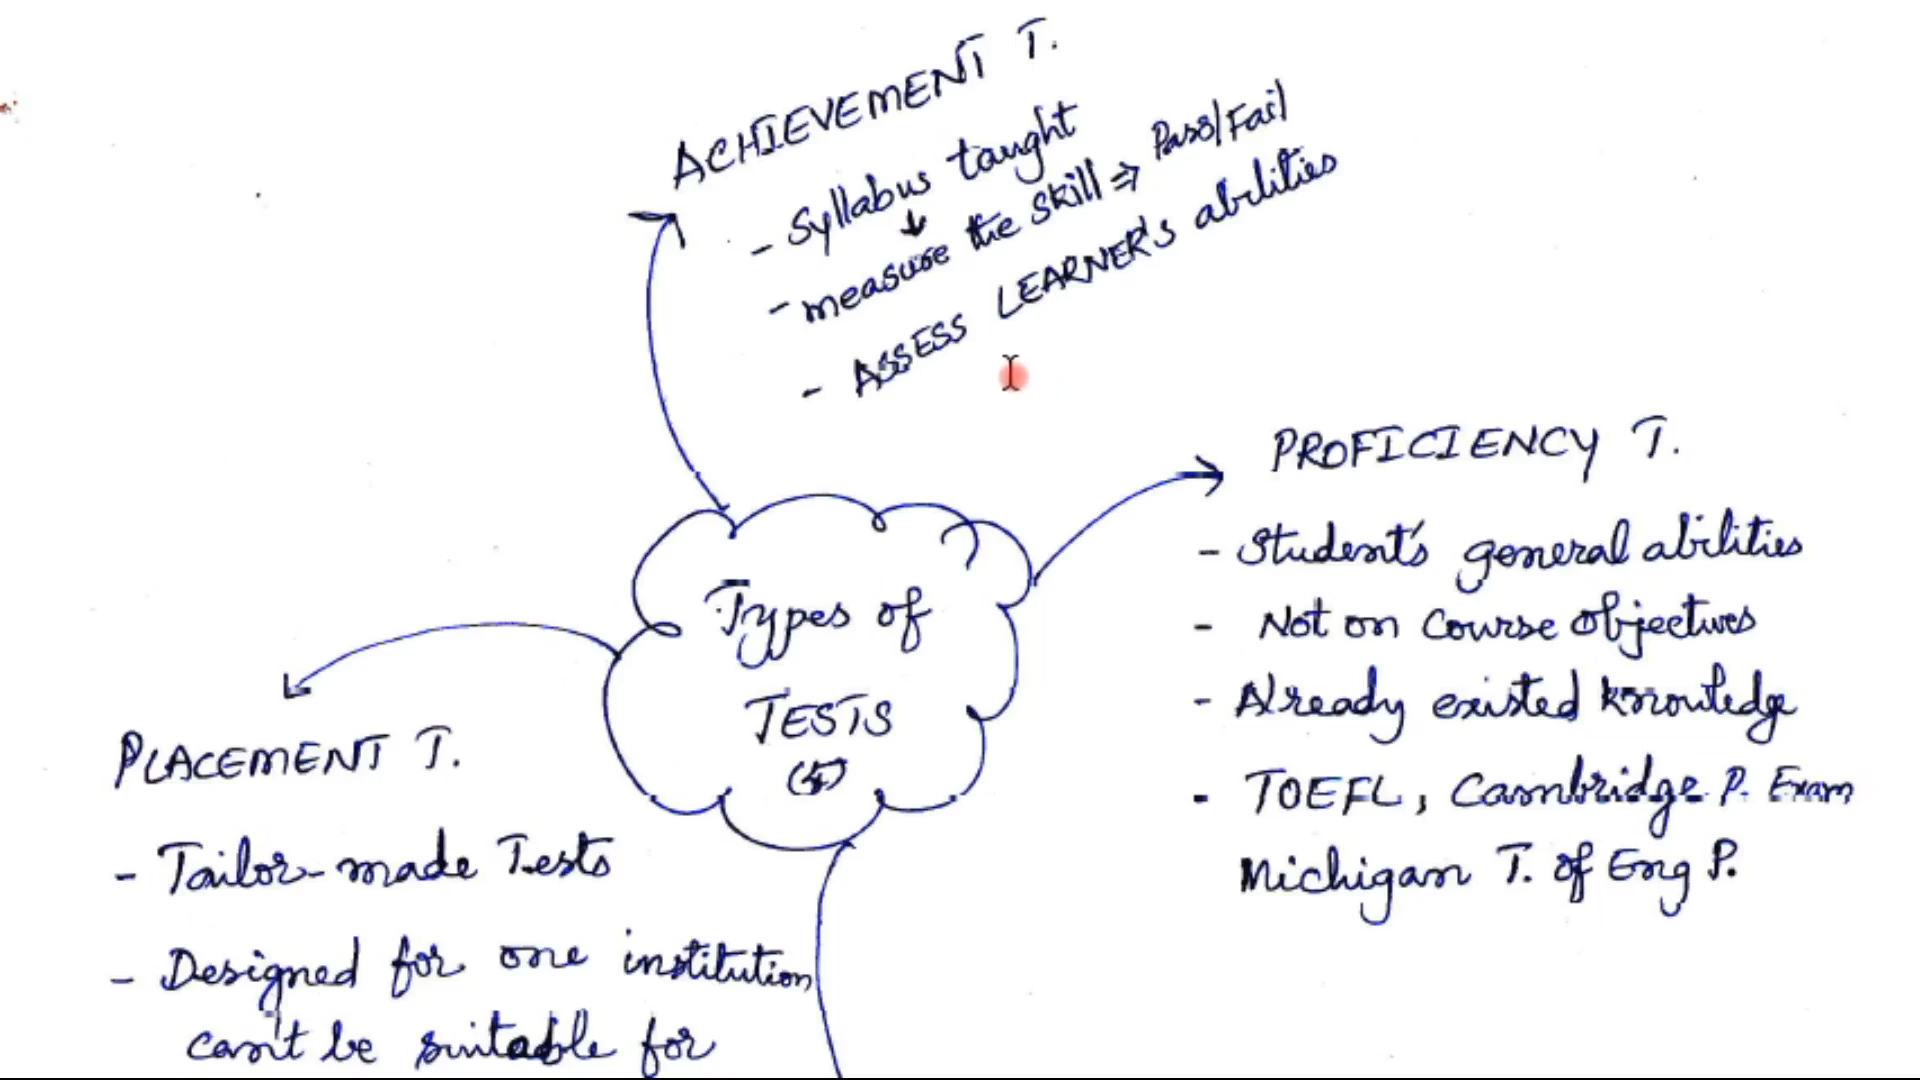 ACHIEVEMENT T.
- Syllabus taught
- measure the skill ⇒ Pass/Fail
- ASSESS LEARNER'S abilities
PROFICIENCY T.
- Student's general abilities
- Not on Course Objectives
- Already existed knowledge
- TOEFL, Cambridge P. Exam
Michigan T. of Eng P.
Types of
TESTS
PLACEMENT T.
- Tailor-made Tests
- Designed for one institution
can't be suitable for